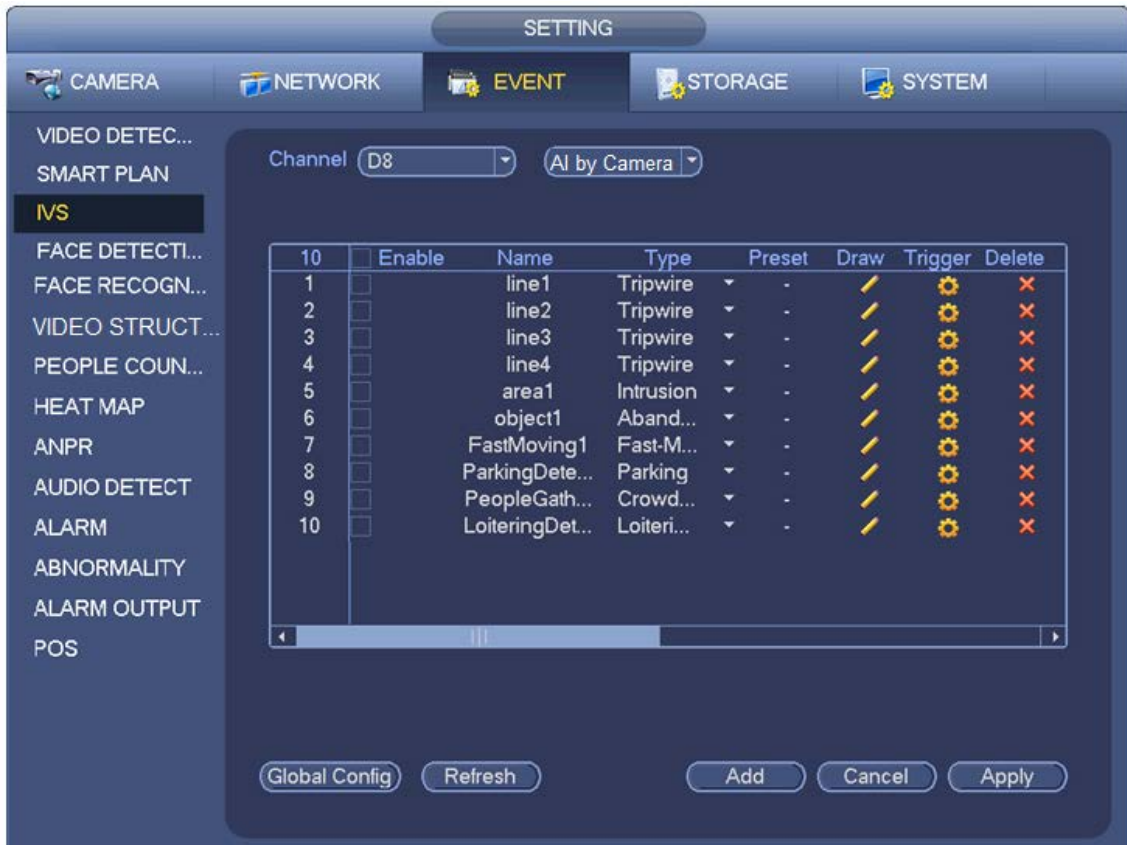 SETTING
CAMERA NETWORK EVENT STORAGE SYSTEM
VIDEO DETEC...
SMART PLAN
IVS
FACE DETECTI...
FACE RECOGN...
VIDEO STRUCT...
PEOPLE COUN...
HEAT MAP
ANPR
AUDIO DETECT
ALARM
ABNORMALITY
ALARM OUTPUT
POS
Channel D8 AI by Camera
10 Enable Name Type Preset Draw Trigger Delete
1 line1 Tripwire -
2 line2 Tripwire -
3 line3 Tripwire -
4 line4 Tripwire -
5 area1 Intrusion -
6 object1 Aband... -
7 FastMoving1 Fast-M... -
8 ParkingDete... Parking -
9 PeopleGath... Crowd... -
10 LoiteringDet... Loiteri... -
Global Config Refresh Add Cancel Apply